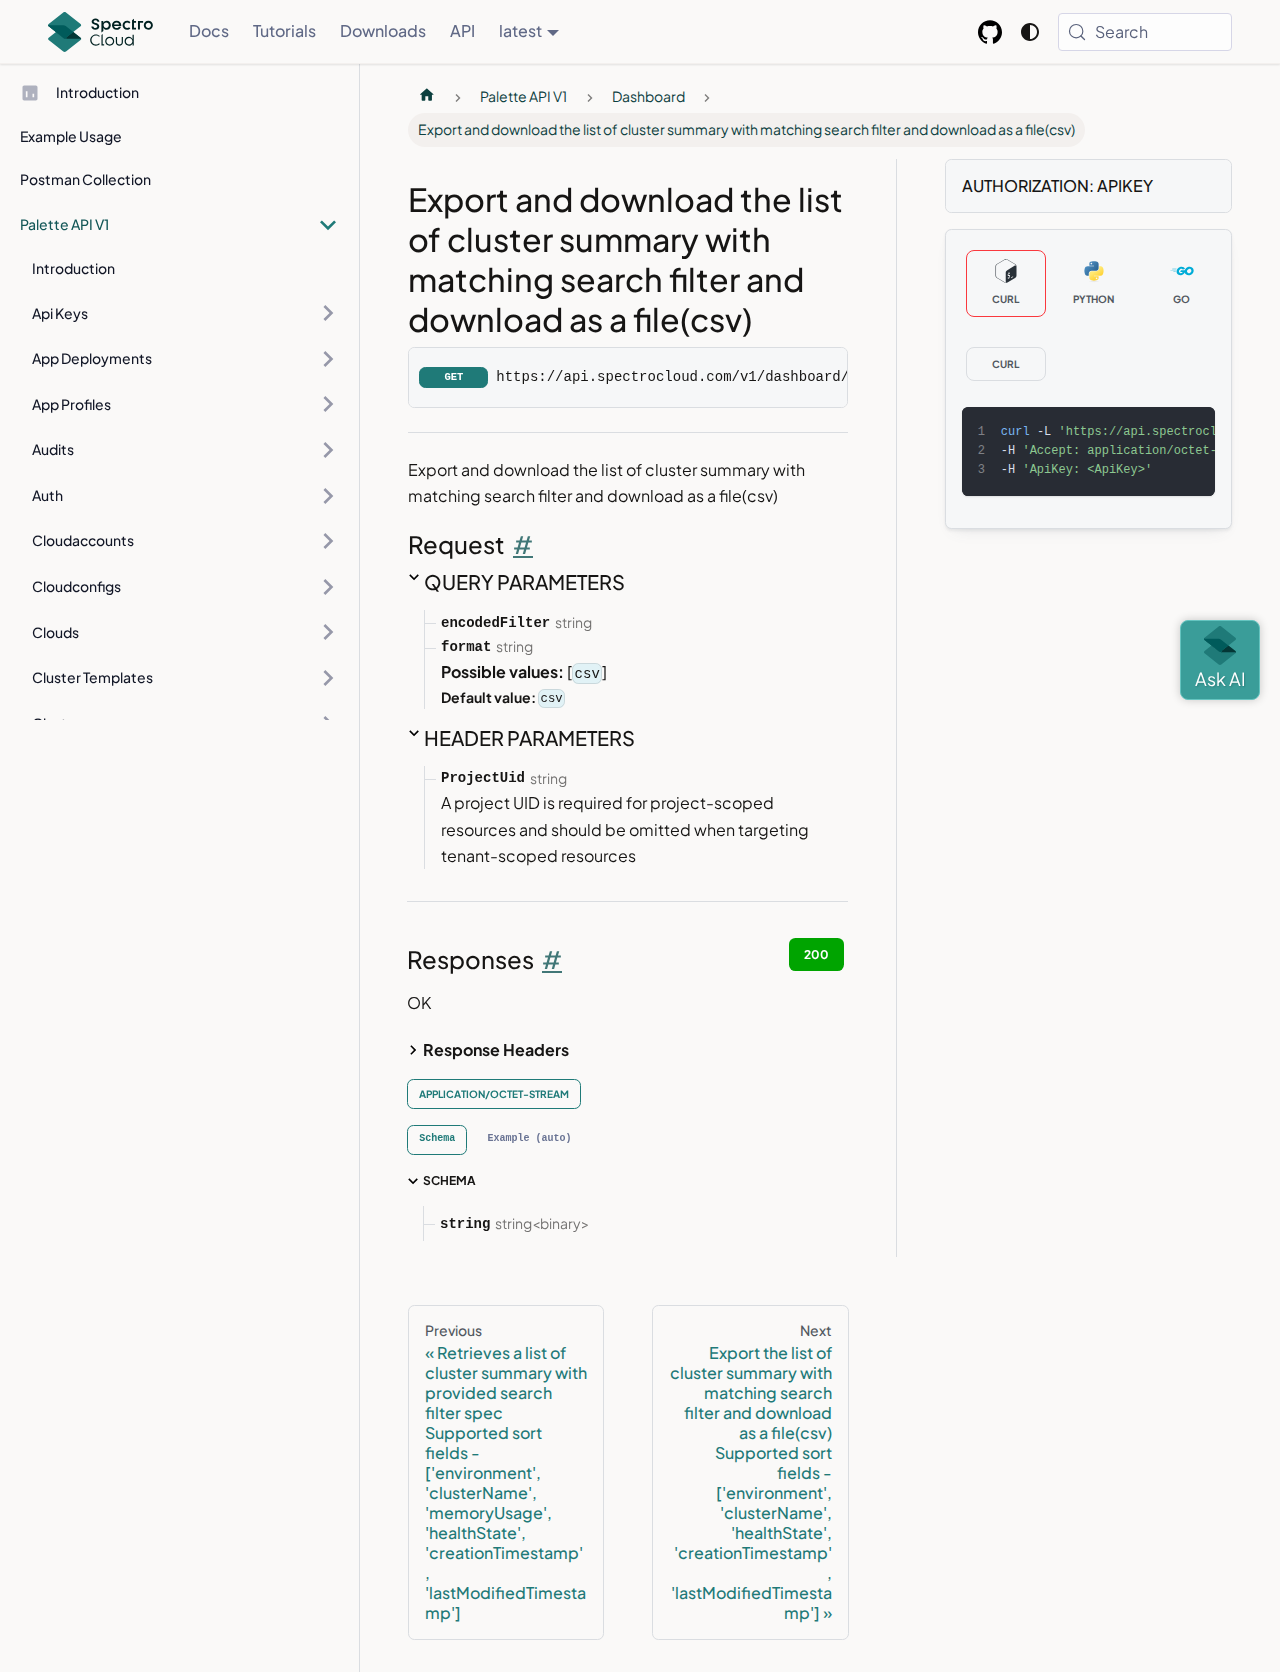 Spectro Cloud
Docs
Tutorials
Downloads
API
latest
Search
Introduction
Example Usage
Postman Collection
Palette API V1
Introduction
Api Keys
App Deployments
App Profiles
Audits
Auth
Cloudaccounts
Cloudconfigs
Clouds
Cluster Templates
Palette API V1
Dashboard
Export and download the list of cluster summary with matching search filter and download as a file(csv)
Export and download the list
of cluster summary with
matching search filter and
download as a file(csv)
GET https://api.spectrocloud.com/v1/dashboard/
Export and download the list of cluster summary with
matching search filter and download as a file(csv)
Request #
QUERY PARAMETERS
encodedFilter string
format string
Possible values: [csv]
Default value: csv
HEADER PARAMETERS
ProjectUid string
A project UID is required for project-scoped
resources and should be omitted when targeting
tenant-scoped resources
Responses #
200
OK
Response Headers
APPLICATION/OCTET-STREAM
Schema
Example (auto)
SCHEMA
string string<binary>
AUTHORIZATION: APIKEY
CURL
PYTHON
GO
CURL
1 curl -L 'https://api.spectrocl
2 -H 'Accept: application/octet-
3 -H 'ApiKey: <ApiKey>'
Ask AI
Previous
« Retrieves a list of
cluster summary with
provided search
filter spec
Supported sort
fields -
['environment',
'clusterName',
'memoryUsage',
'healthState',
'creationTimestamp'
,
'lastModifiedTimesta
mp']
Next
Export the list of
cluster summary with
matching search
filter and download
as a file(csv)
Supported sort
fields -
['environment',
'clusterName',
'healthState',
'creationTimestamp'
,
'lastModifiedTimesta
mp'] »